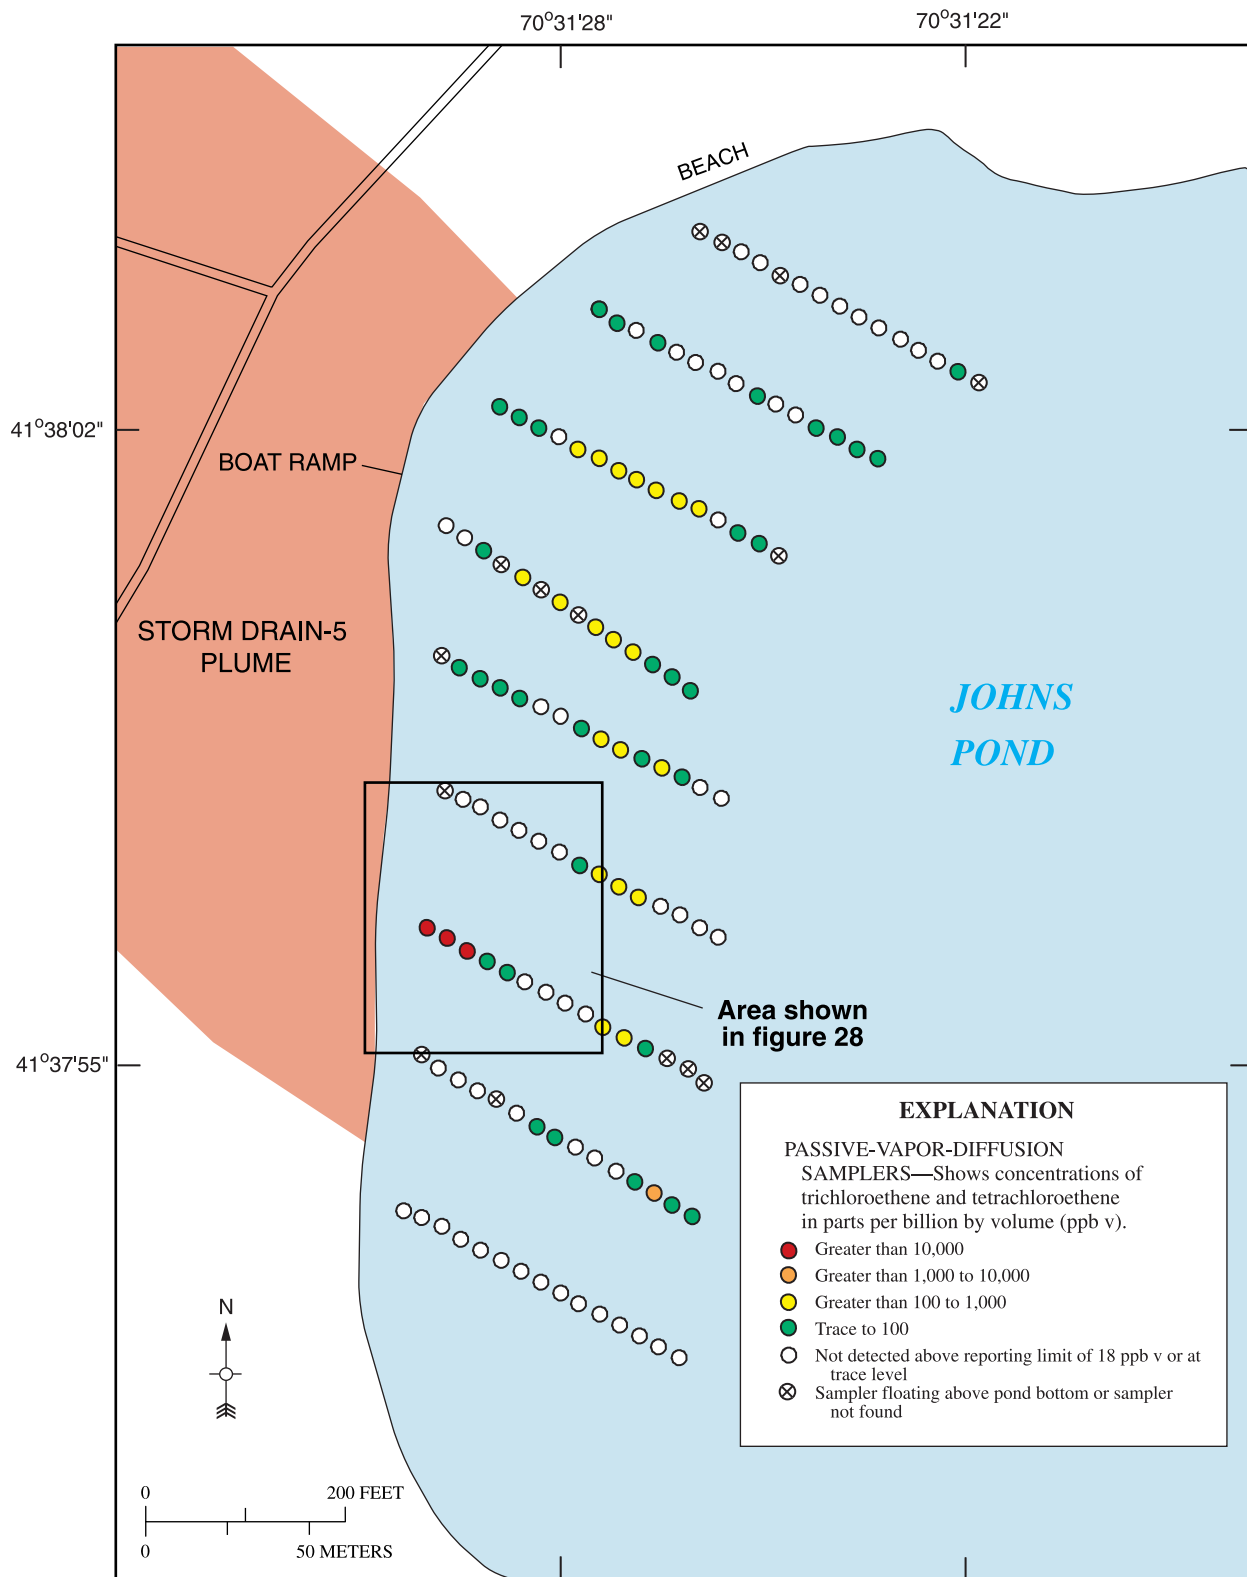 70°31'28"
70°31'22"
BEACH
41°38'02"
BOAT RAMP
STORM DRAIN-5
PLUME
JOHNS
POND
Area shown
in figure 28
41°37'55"
EXPLANATION
PASSIVE-VAPOR-DIFFUSION
SAMPLERS—Shows concentrations of
trichloroethene and tetrachloroethene
in parts per billion by volume (ppb v).
Greater than 10,000
Greater than 1,000 to 10,000
Greater than 100 to 1,000
Trace to 100
Not detected above reporting limit of 18 ppb v or at
trace level
Sampler floating above pond bottom or sampler
not found
N
0 200 FEET
0 50 METERS